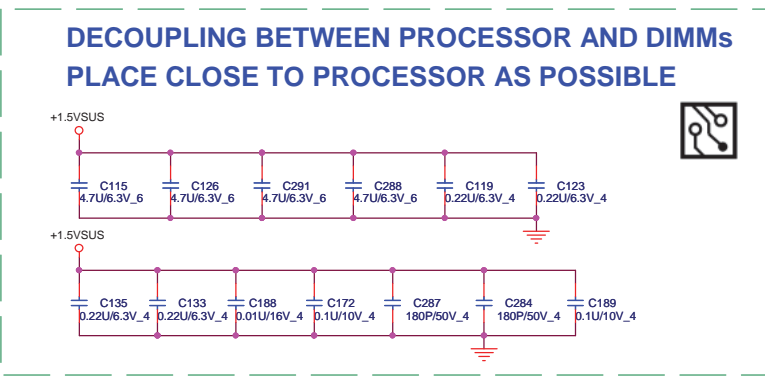 DECOUPLING BETWEEN PROCESSOR AND DIMMs
PLACE CLOSE TO PROCESSOR AS POSSIBLE
+1.5VSUS
C115 C126 C291 C288 C119 C123
4.7U/6.3V_6 4.7U/6.3V_6 4.7U/6.3V_6 4.7U/6.3V_6 0.22U/6.3V_4 0.22U/6.3V_4
+1.5VSUS
C135 C133 C188 C172 C287 C284 C189
0.22U/6.3V_4 0.22U/6.3V_4 0.01U/16V_4 0.1U/10V_4 180P/50V_4 180P/50V_4 0.1U/10V_4